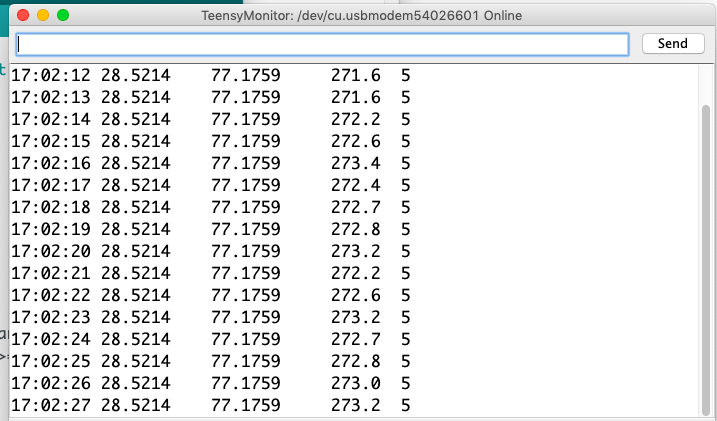 TeensyMonitor: /dev/cu.usbmodem54026601 Online
Send
17:02:12 28.5214 77.1759 271.6 5
17:02:13 28.5214 77.1759 271.6 5
17:02:14 28.5214 77.1759 272.2 5
17:02:15 28.5214 77.1759 272.6 5
17:02:16 28.5214 77.1759 273.4 5
17:02:17 28.5214 77.1759 272.4 5
17:02:18 28.5214 77.1759 272.7 5
17:02:19 28.5214 77.1759 272.8 5
17:02:20 28.5214 77.1759 273.2 5
17:02:21 28.5214 77.1759 272.2 5
17:02:22 28.5214 77.1759 272.6 5
17:02:23 28.5214 77.1759 273.2 5
17:02:24 28.5214 77.1759 272.7 5
17:02:25 28.5214 77.1759 272.8 5
17:02:26 28.5214 77.1759 273.0 5
17:02:27 28.5214 77.1759 273.2 5